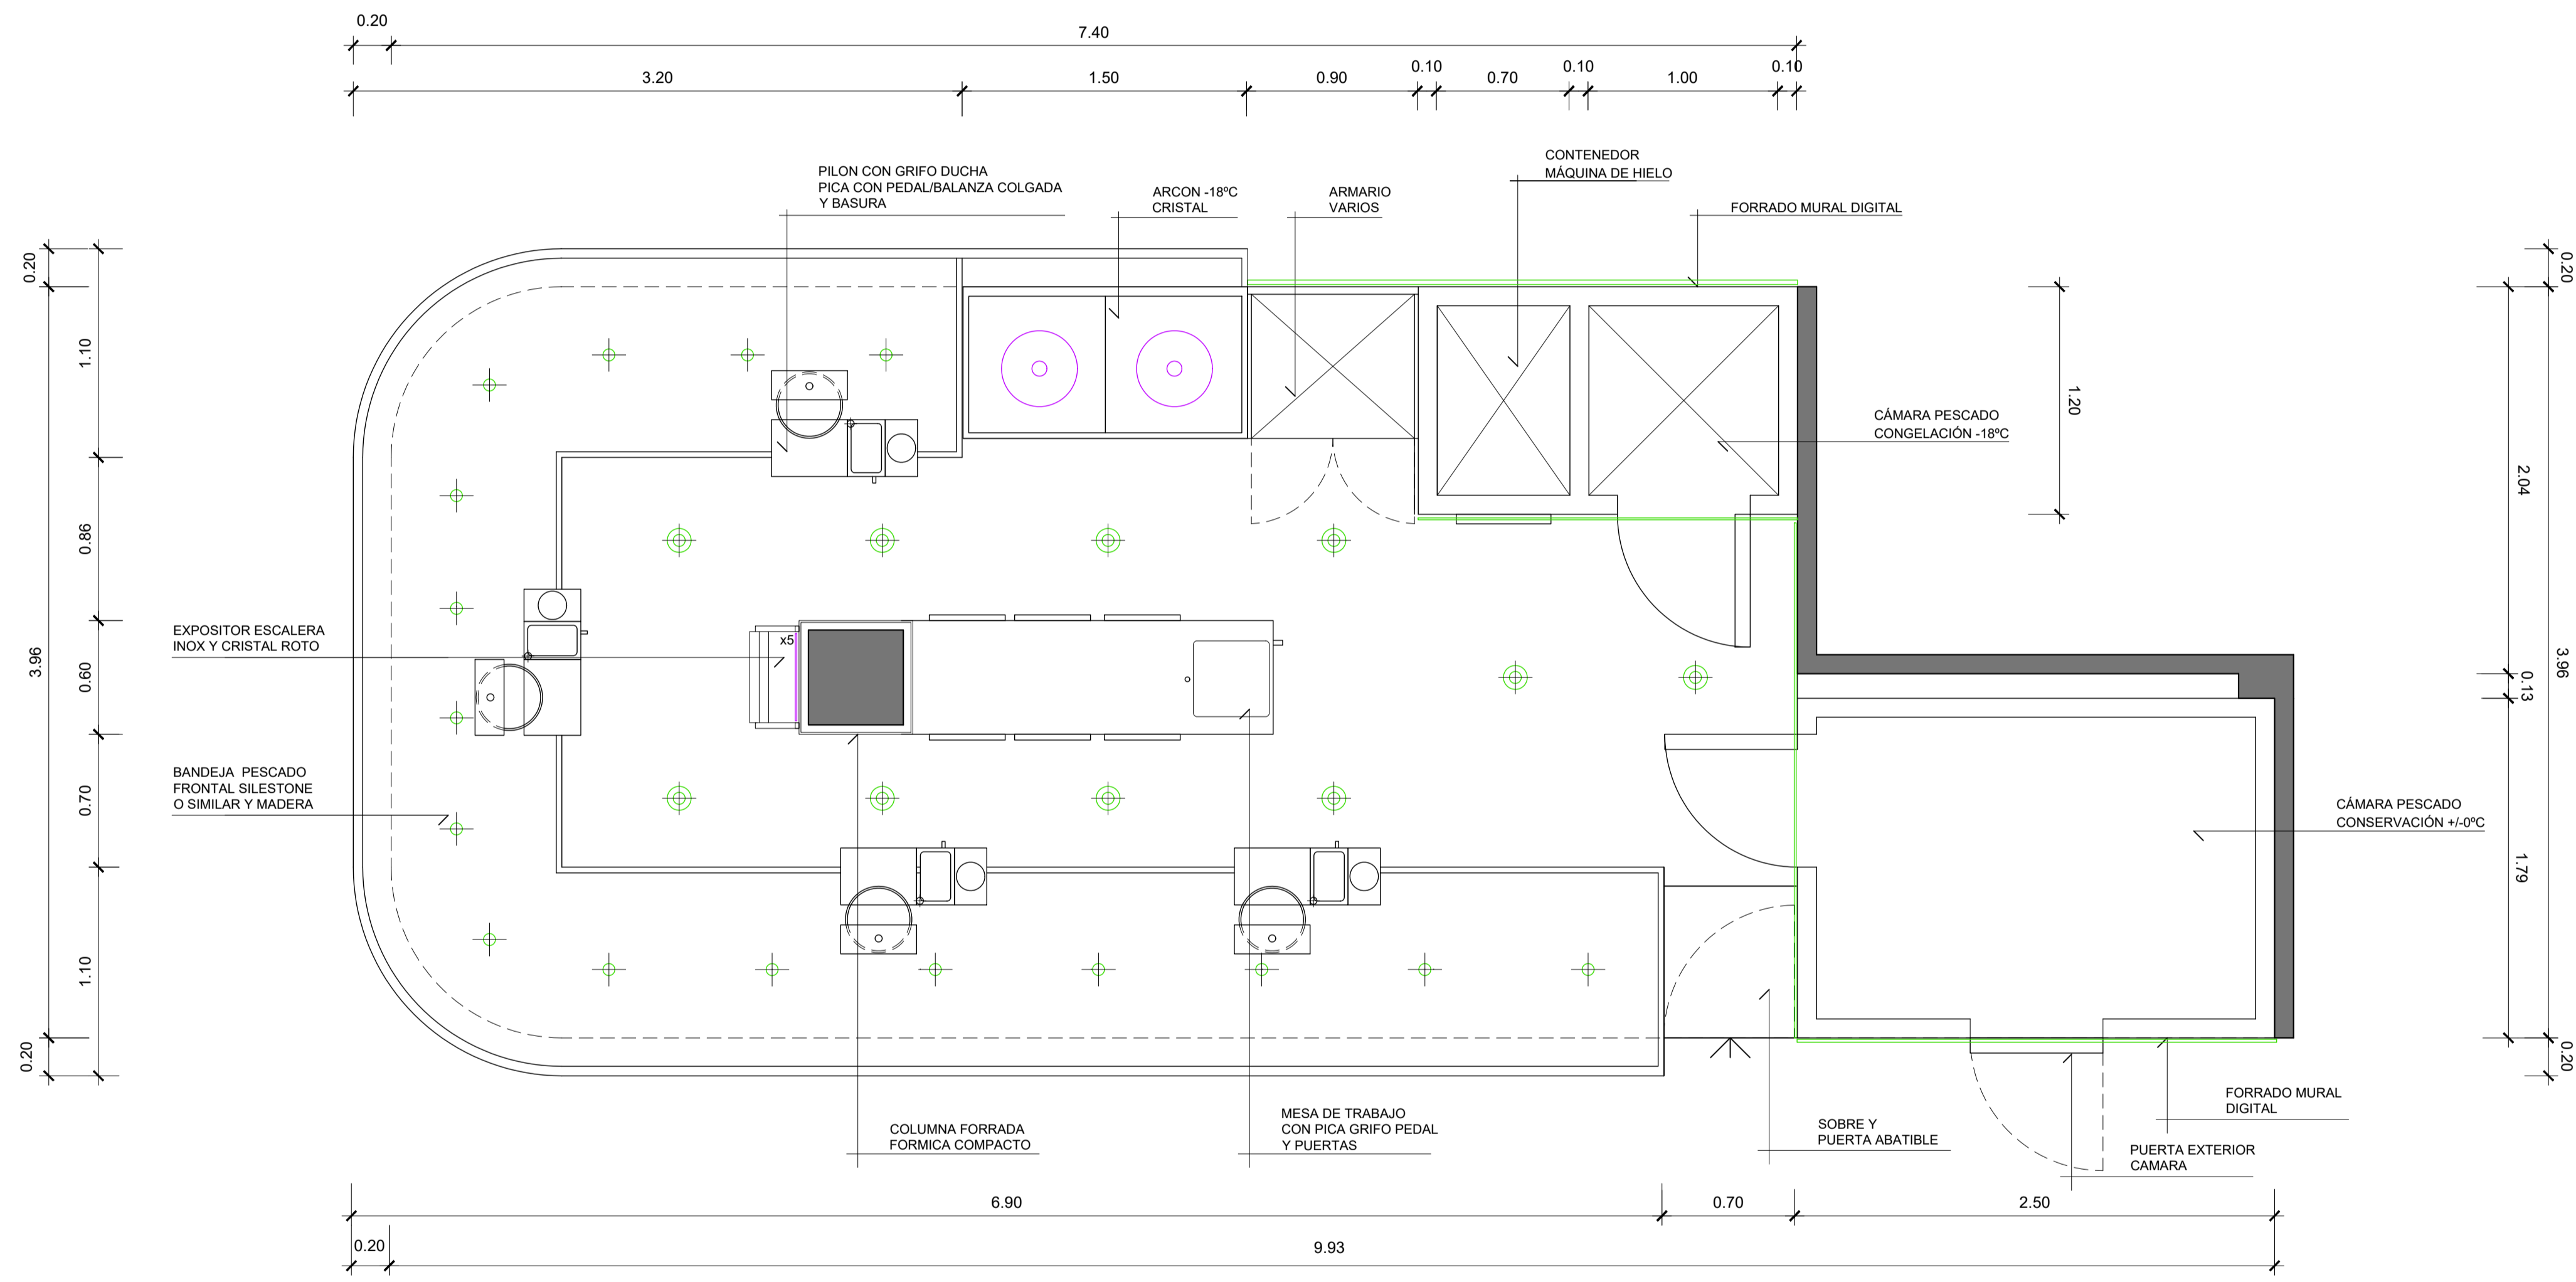 0.20
7.40
3.20
1.50
0.90
0.10
0.70
0.10
1.00
0.10
PILON CON GRIFO DUCHA
PICA CON PEDAL/BALANZA COLGADA
Y BASURA
ARCON -18ºC
CRISTAL
ARMARIO
VARIOS
CONTENEDOR
MÁQUINA DE HIELO
FORRADO MURAL DIGITAL
0.20
1.10
0.86
3.96
0.60
0.70
1.10
0.20
EXPOSITOR ESCALERA
INOX Y CRISTAL ROTO
x5
BANDEJA PESCADO
FRONTAL SILESTONE
O SIMILAR Y MADERA
CÁMARA PESCADO
CONGELACIÓN -18ºC
1.20
0.20
2.04
3.96
0.13
1.79
0.20
CÁMARA PESCADO
CONSERVACIÓN +/-0ºC
COLUMNA FORRADA
FORMICA COMPACTO
MESA DE TRABAJO
CON PICA GRIFO PEDAL
Y PUERTAS
SOBRE Y
PUERTA ABATIBLE
FORRADO MURAL
DIGITAL
PUERTA EXTERIOR
CAMARA
6.90
0.70
2.50
0.20
9.93